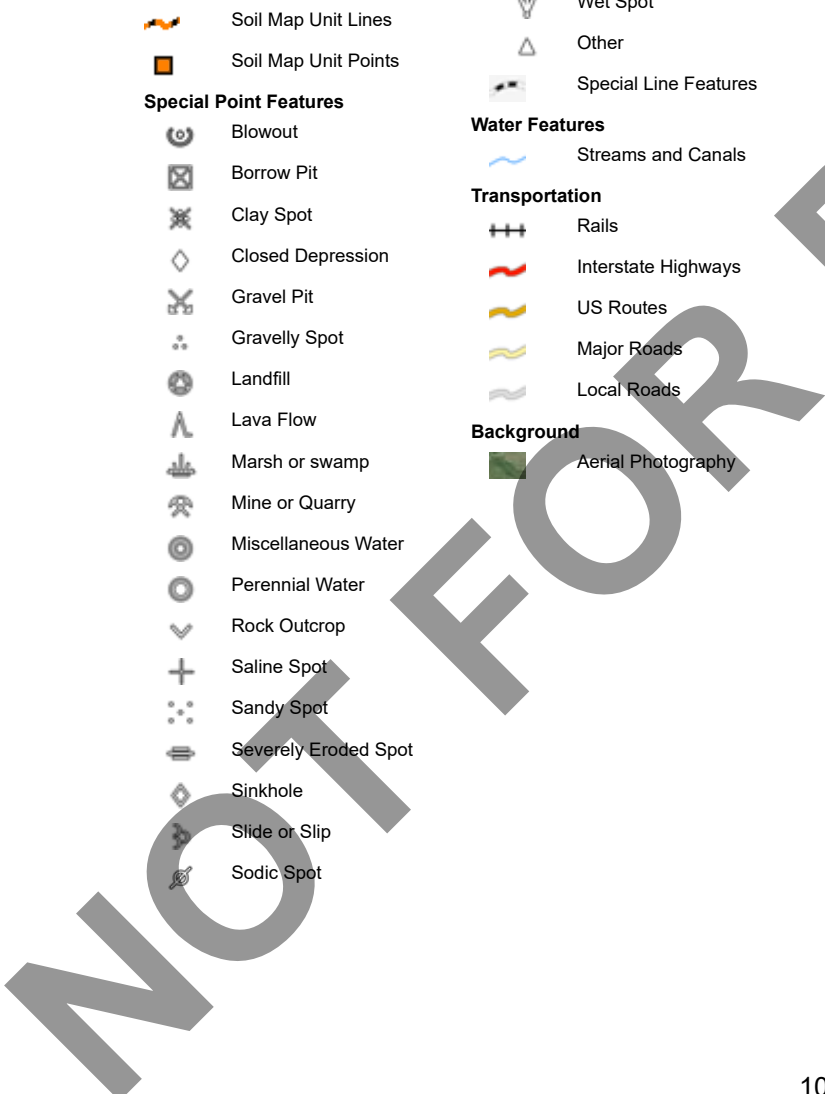 Soil Map Unit Lines
Soil Map Unit Points
Special Point Features
Blowout
Borrow Pit
Clay Spot
Closed Depression
Gravel Pit
Gravelly Spot
Landfill
Lava Flow
Marsh or swamp
Mine or Quarry
Miscellaneous Water
Perennial Water
Rock Outcrop
Saline Spot
Sandy Spot
Severely Eroded Spot
Sinkhole
Slide or Slip
Sodic Spot
Wet Spot
Other
Special Line Features
Water Features
Streams and Canals
Transportation
Rails
Interstate Highways
US Routes
Major Roads
Local Roads
Background
Aerial Photography
NOT FOR
10